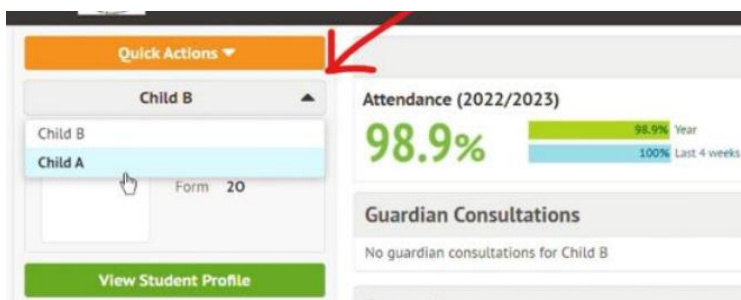 Quick Actions
Child B
Child B
Child A
Form 20
View Student Profile
Attendance (2022/2023)
98.9%
98.9% Year
100% Last 4 weeks
Guardian Consultations
No guardian consultations for Child B